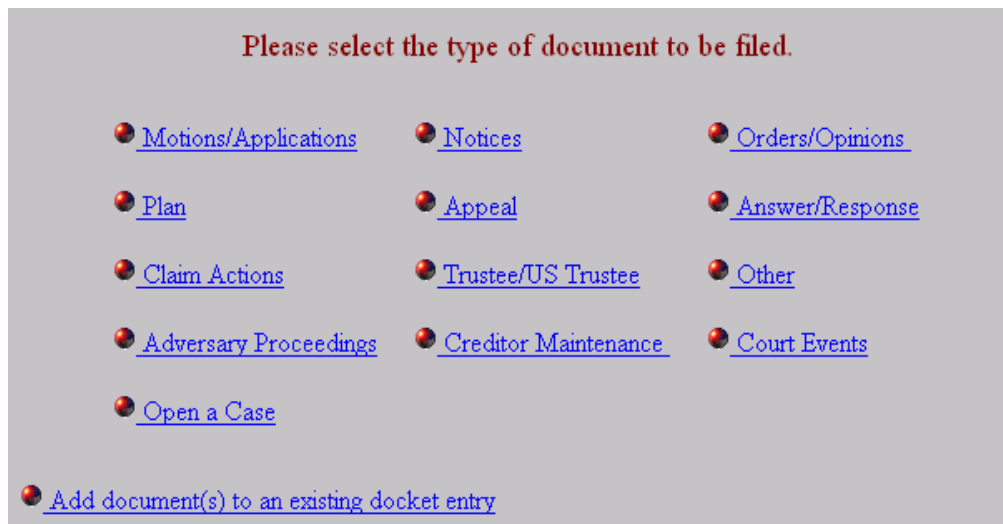 Please select the type of document to be filed.
Motions/Applications Notices Orders/Opinions
Plan Appeal Answer/Response
Claim Actions Trustee/US Trustee Other
Adversary Proceedings Creditor Maintenance Court Events
Open a Case
Add document(s) to an existing docket entry